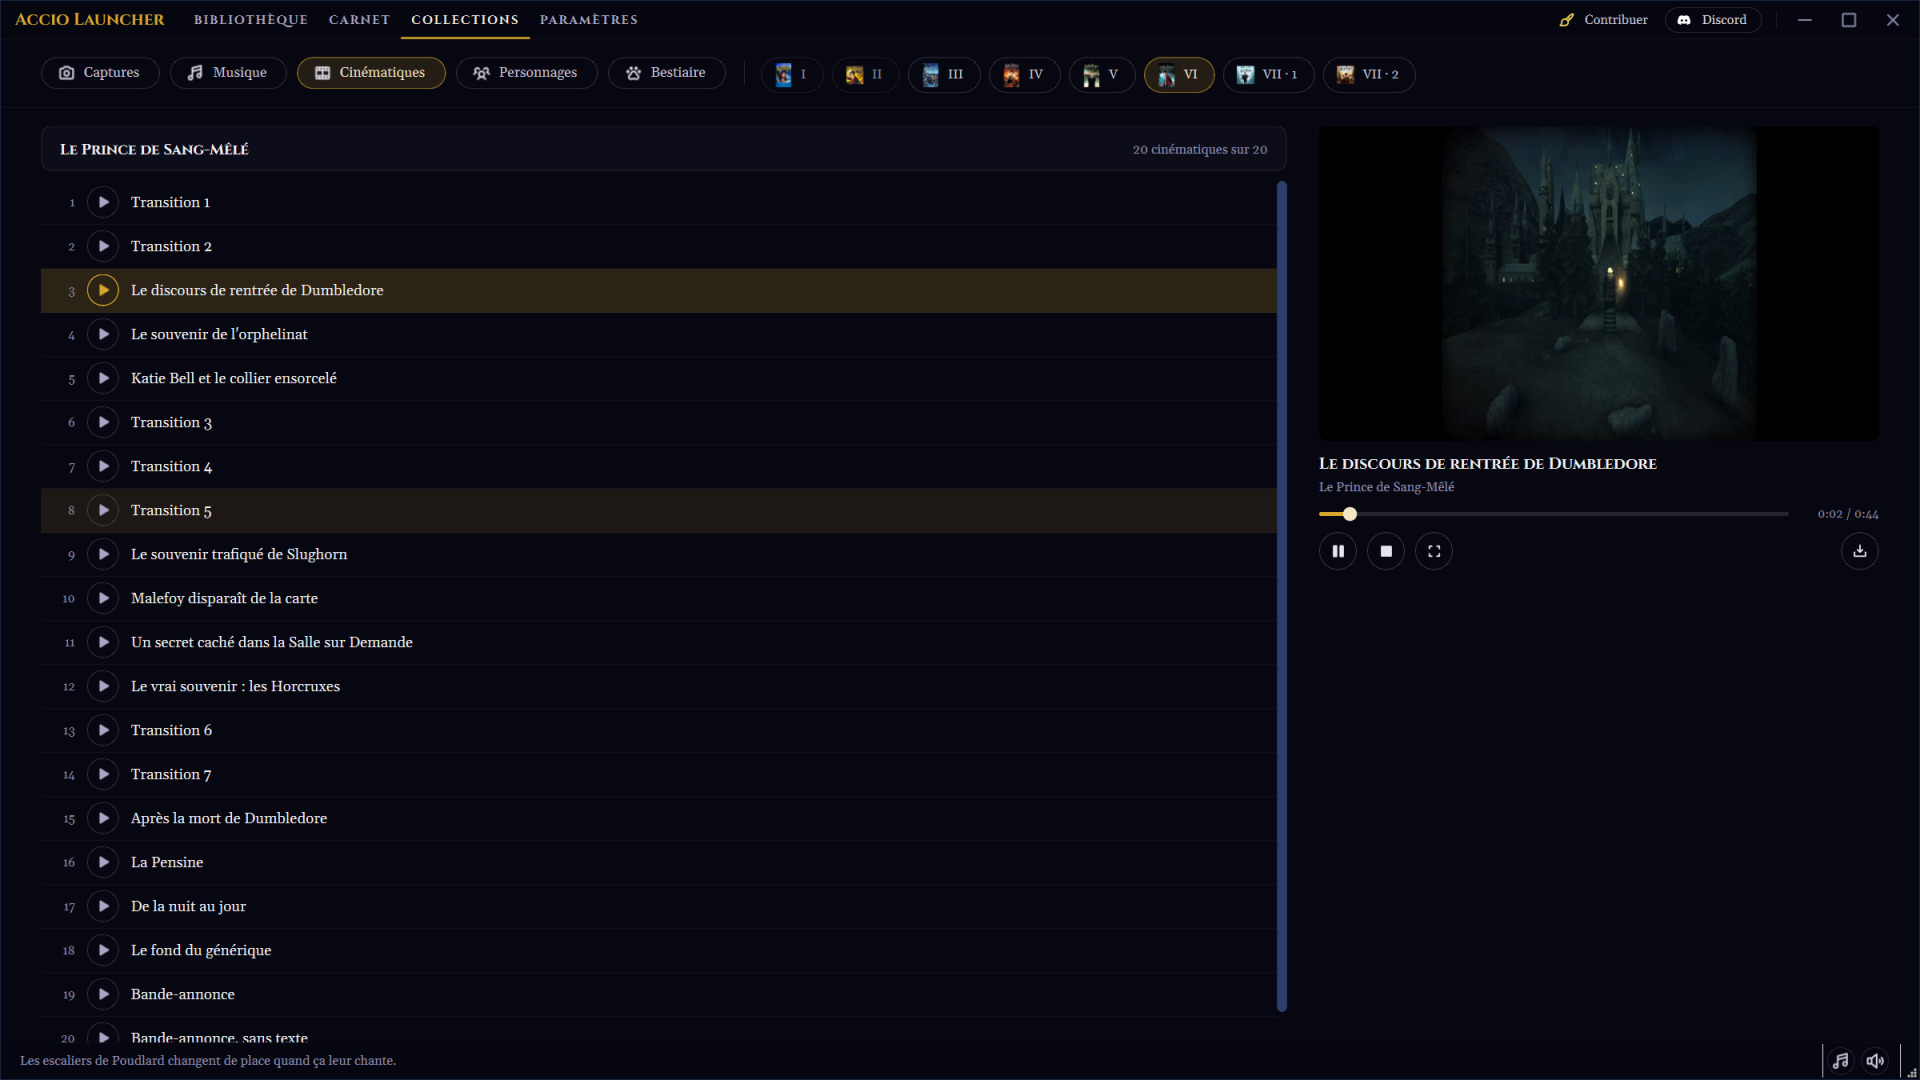 Accio Launcher
BIBLIOTHÈQUE
CARNET
COLLECTIONS
PARAMÈTRES
Contribuer
Discord
Captures
Musique
Cinématiques
Personnages
Bestiaire
I
II
III
IV
V
VI
VII · 1
VII · 2
Le Prince de Sang-Mêlé
20 cinématiques sur 20
1 Transition 1
2 Transition 2
3 Le discours de rentrée de Dumbledore
4 Le souvenir de l'orphelinat
5 Katie Bell et le collier ensorcelé
6 Transition 3
7 Transition 4
8 Transition 5
9 Le souvenir trafiqué de Slughorn
10 Malefoy disparaît de la carte
11 Un secret caché dans la Salle sur Demande
12 Le vrai souvenir : les Horcruxes
13 Transition 6
14 Transition 7
15 Après la mort de Dumbledore
16 La Pensine
17 De la nuit au jour
18 Le fond du générique
19 Bande-annonce
20 Bande-annonce, sans texte
Le discours de rentrée de Dumbledore
Le Prince de Sang-Mêlé
0:02 / 0:44
Les escaliers de Poudlard changent de place quand ça leur chante.